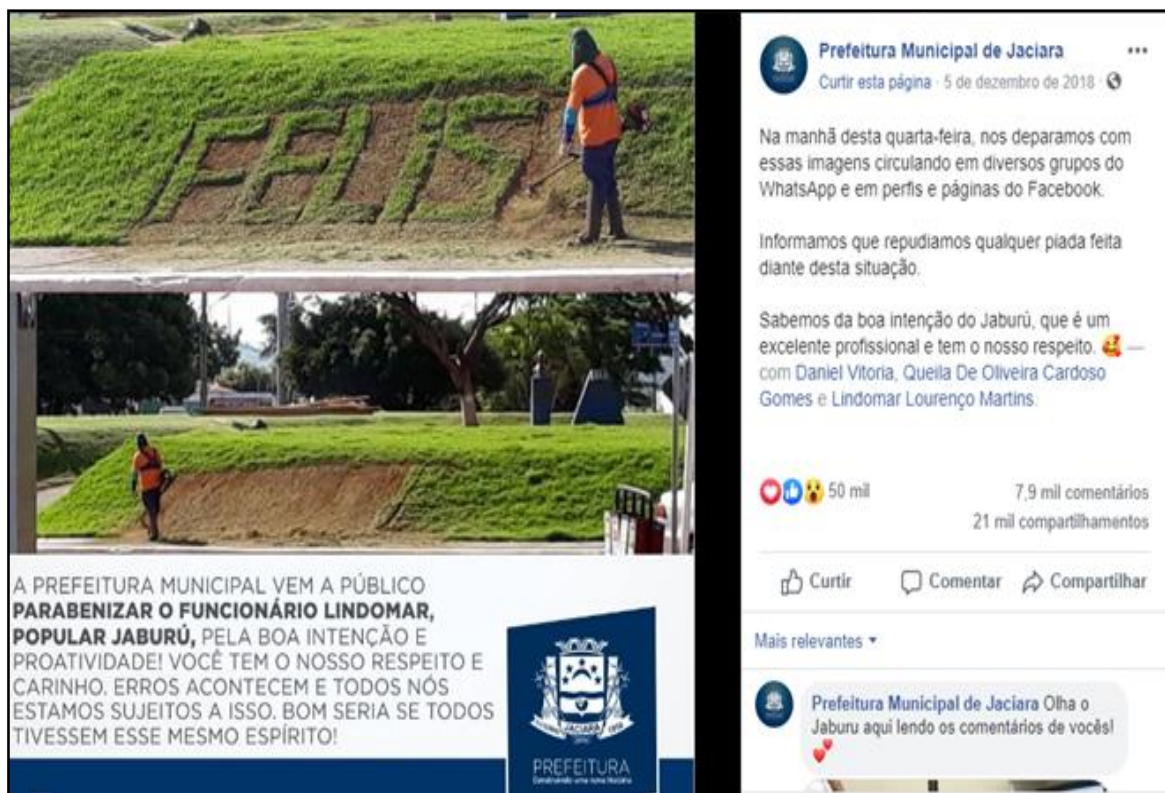 FELIS
A PREFEITURA MUNICIPAL VEM A PÚBLICO
PARABENIZAR O FUNCIONÁRIO LINDOMAR,
POPULAR JABURÚ, PELA BOA INTENÇÃO E
PROATIVIDADE! VOCÊ TEM O NOSSO RESPEITO E
CARINHO. ERROS ACONTECEM E TODOS NÓS
ESTAMOS SUJEITOS A ISSO. BOM SERIA SE TODOS
TIVESSEM ESSE MESMO ESPÍRITO!
JACIARA
PREFEITURA
Construindo uma nova história
Prefeitura Municipal de Jaciara
Curtir esta página · 5 de dezembro de 2018 ·
Na manhã desta quarta-feira, nos deparamos com
essas imagens circulando em diversos grupos do
WhatsApp e em perfis e páginas do Facebook.
Informamos que repudiamos qualquer piada feita
diante desta situação.
Sabemos da boa intenção do Jaburú, que é um
excelente profissional e tem o nosso respeito. 🥰 —
com Daniel Vitoria, Queila De Oliveira Cardoso
Gomes e Lindomar Lourenço Martins.
50 mil
7,9 mil comentários
21 mil compartilhamentos
Curtir Comentar Compartilhar
Mais relevantes
Prefeitura Municipal de Jaciara Olha o
Jaburu aqui lendo os comentários de vocês!
💕